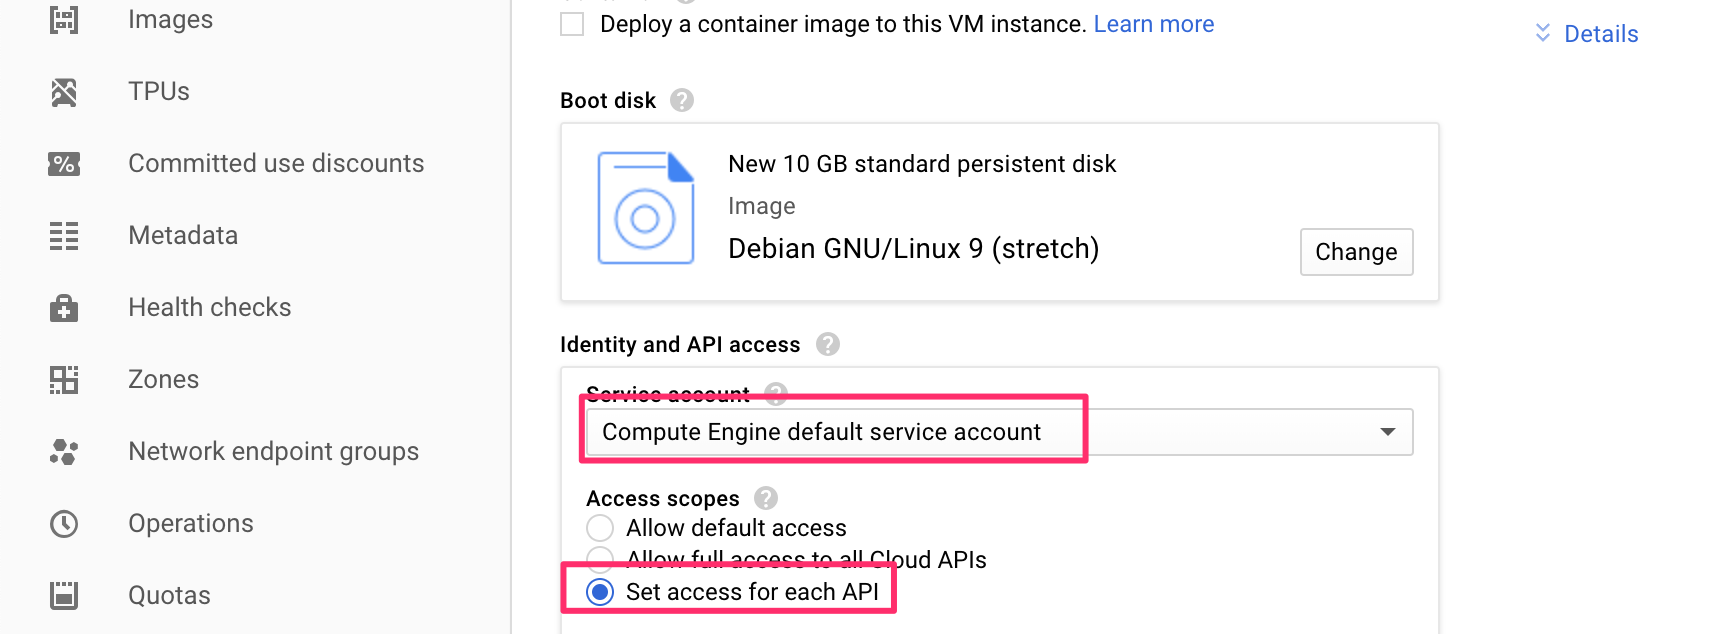 Images
TPUs
Committed use discounts
Metadata
Health checks
Zones
Network endpoint groups
Operations
Quotas
Deploy a container image to this VM instance. Learn more
Details
Boot disk
New 10 GB standard persistent disk
Image
Debian GNU/Linux 9 (stretch)
Change
Identity and API access
Service account
Compute Engine default service account
Access scopes
Allow default access
Allow full access to all Cloud APIs
Set access for each API